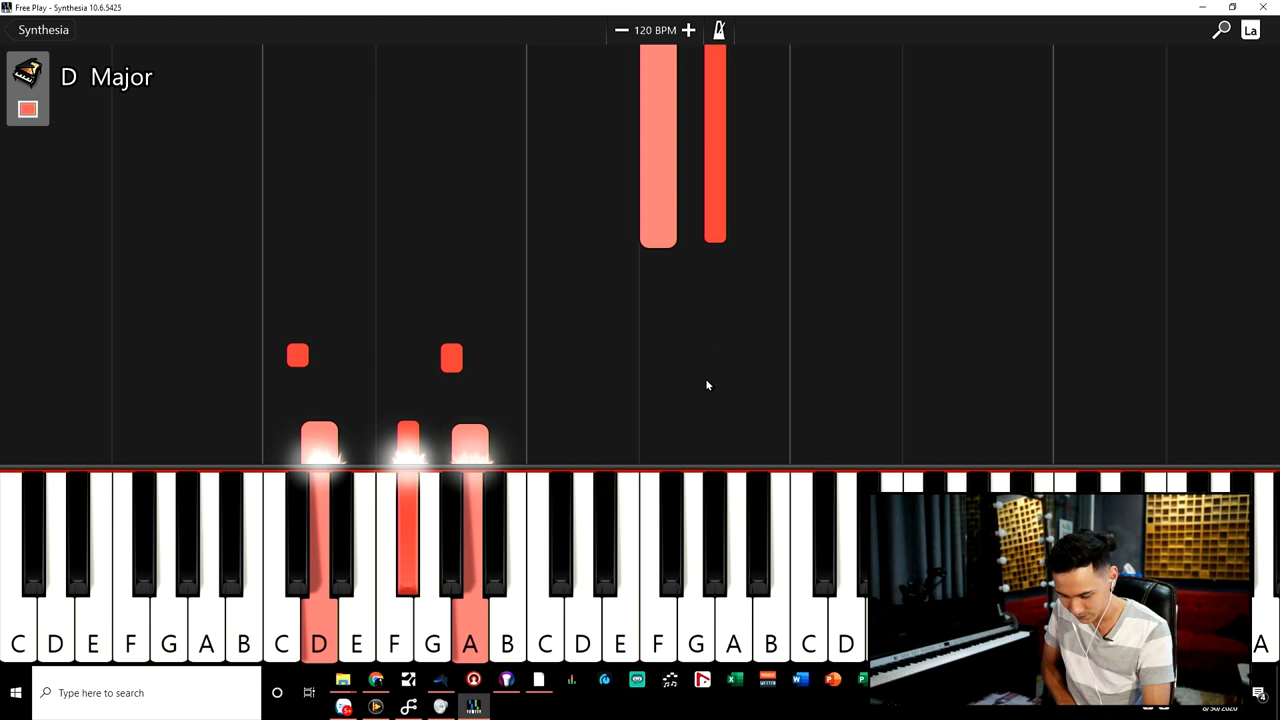 Free Play - Synthesia 10.6.5425
Synthesia
120 BPM
La
D Major
C D E F G A B C D E F G A B C D E F G A B C D A
Type here to search